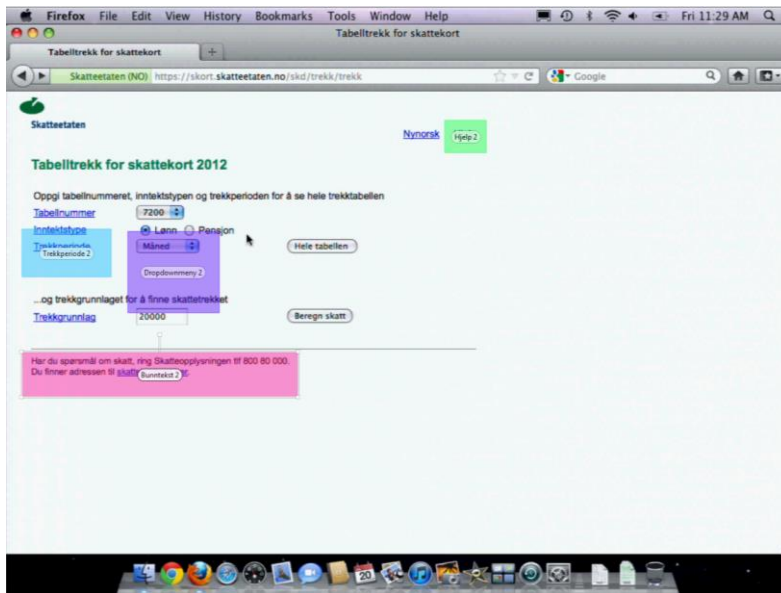 Firefox File Edit View History Bookmarks Tools Window Help Fri 11:29 AM
Tabelltrekk for skattekort
Tabelltrekk for skattekort
Skatteetaten (NO) https://skort.skatteetaten.no/skd/trekk/trekk Google
Skatteetaten
Nynorsk Hjelp 2
Tabelltrekk for skattekort 2012
Oppgi tabellnummeret, inntektstypen og trekkperioden for å se hele trekktabellen
Tabellnummer 7200
Inntektstype Lønn Pensjon
Trekkperiode Måned Hele tabellen
Trekkperiode 2
Dropdownmeny 2
...og trekkgrunnlaget for å finne skattetrekket
Trekkgrunnlag 20000 Beregn skatt
Har du spørsmål om skatt, ring Skatteopplysningen tlf 800 80 000.
Du finner adressen til
Bunntekst 2
20